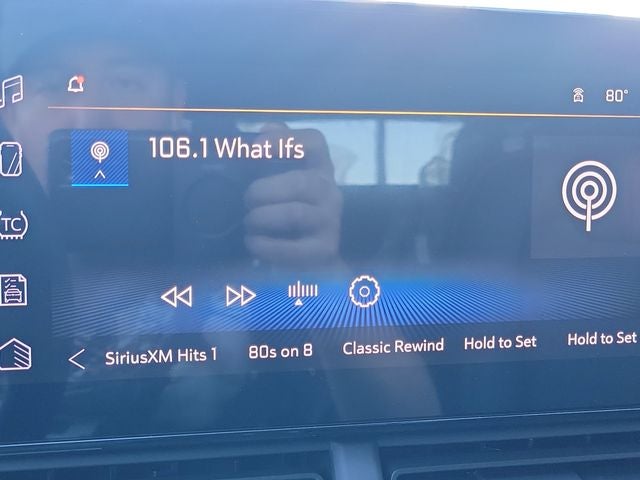 80°
106.1 What Ifs
TC
SiriusXM Hits 1
80s on 8
Classic Rewind
Hold to Set
Hold to Set